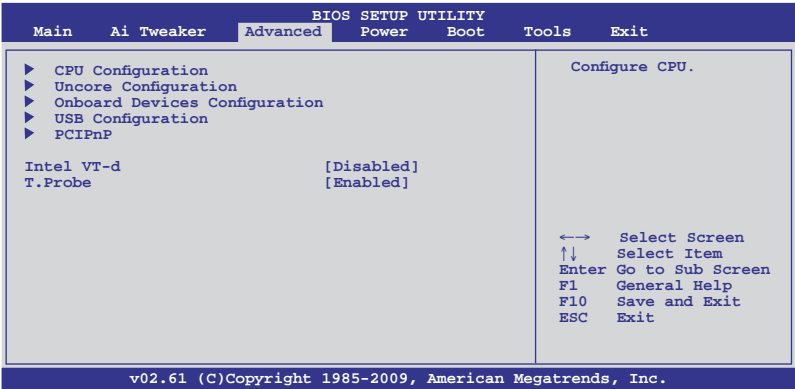 BIOS SETUP UTILITY
Main Ai Tweaker Advanced Power Boot Tools Exit
CPU Configuration
Uncore Configuration
Onboard Devices Configuration
USB Configuration
PCIPnP
Intel VT-d [Disabled]
T.Probe [Enabled]
Configure CPU.
←→ Select Screen
↑↓ Select Item
Enter Go to Sub Screen
F1 General Help
F10 Save and Exit
ESC Exit
v02.61 (C)Copyright 1985-2009, American Megatrends, Inc.